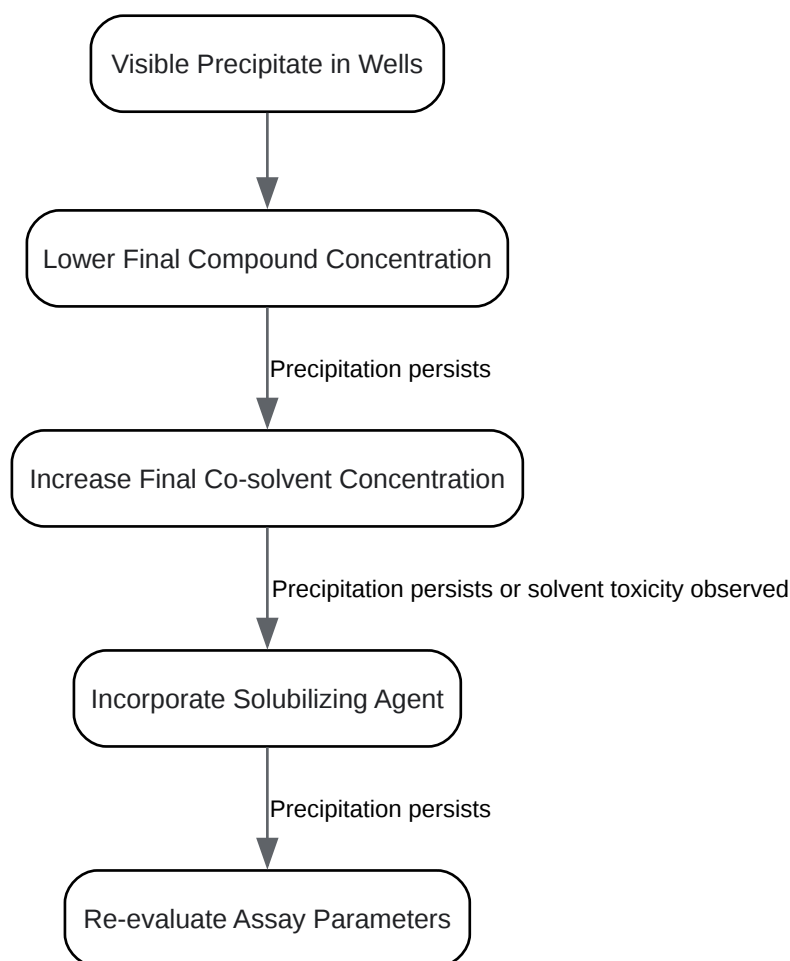 Visible Precipitate in Wells
Lower Final Compound Concentration
Precipitation persists
Increase Final Co-solvent Concentration
Precipitation persists or solvent toxicity observed
Incorporate Solubilizing Agent
Precipitation persists
Re-evaluate Assay Parameters